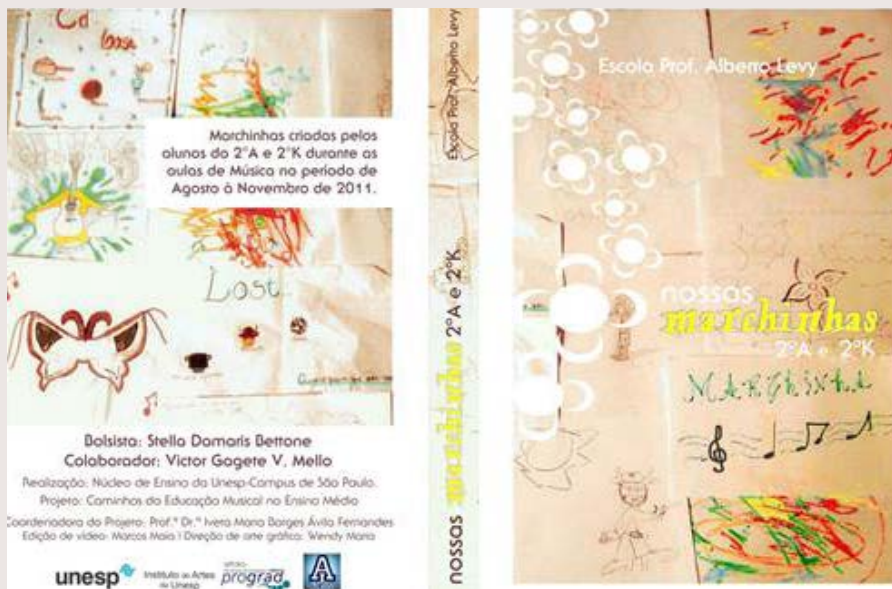 Cd
loose
Marchinhas criadas pelos
alunos do 2°A e 2°K durante as
aulas de Música no período de
Agosto à Novembro de 2011.
Lost
Bolsista: Stella Damaris Bettone
Colaborador: Victor Gagete V. Mello
Realização: Núcleo de Ensino da Unesp-Campus de São Paulo.
Projeto: Caminhos da Educação Musical no Ensino Médio
Coordenadora do Projeto: Prof.ª Dr.ª Iveta Maria Borges Ávila Fernandes
Edição de vídeo: Marcos Maia | Direção de arte gráfica: Wendy Maria
unesp
Instituto de Artes
da Unesp
prograd
A
nossas marchinhas 2°A e 2°K
Escola Prof. Alberto Levy
Escola Prof. Alberto Levy
nossas
marchinhas
2°A e 2°K
MARCHINHA